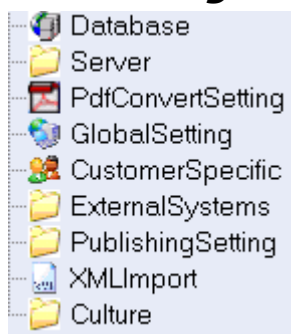 Database
Server
PdfConvertSetting
GlobalSetting
CustomerSpecific
ExternalSystems
PublishingSetting
XMLImport
Culture